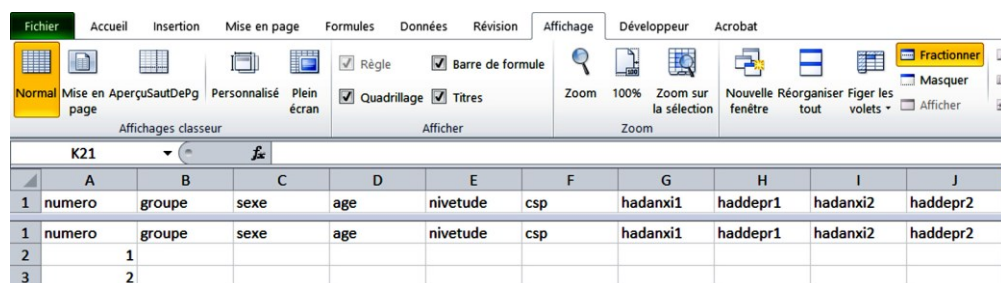 Fichier Accueil Insertion Mise en page Formules Données Révision Affichage Développeur Acrobat
Normal Mise en page AperçuSautDePg Personnalisé Plein écran
Affichages classeur
Règle Barre de formule
Quadrillage Titres
Afficher
Zoom 100% Zoom sur la sélection
Zoom
Nouvelle fenêtre Réorganiser tout Figer les volets
Fractionner
Masquer
Afficher
K21 fx
A B C D E F G H I J
1 numero groupe sexe age nivetude csp hadanxi1 haddepr1 hadanxi2 haddepr2
1 numero groupe sexe age nivetude csp hadanxi1 haddepr1 hadanxi2 haddepr2
2 1
3 2